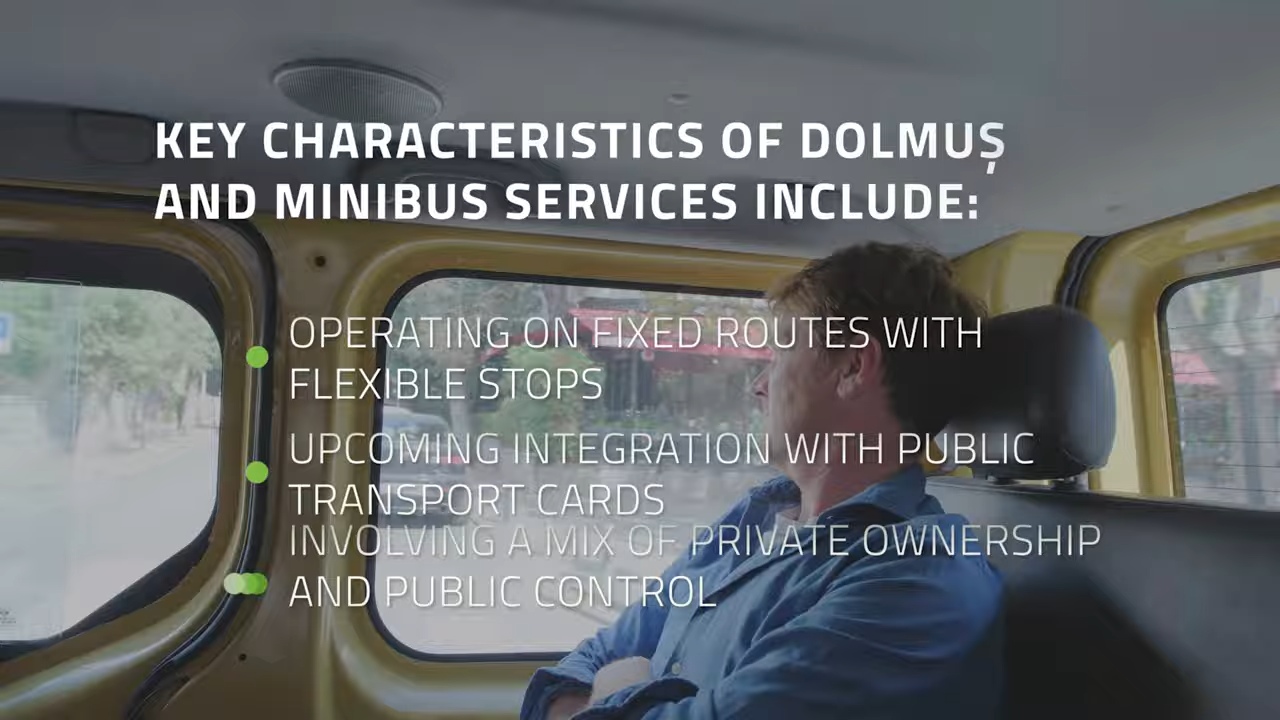 KEY CHARACTERISTICS OF DOLMUŞ
AND MINIBUS SERVICES INCLUDE:
OPERATING ON FIXED ROUTES WITH
FLEXIBLE STOPS
UPCOMING INTEGRATION WITH PUBLIC
TRANSPORT CARDS
INVOLVING A MIX OF PRIVATE OWNERSHIP
AND PUBLIC CONTROL